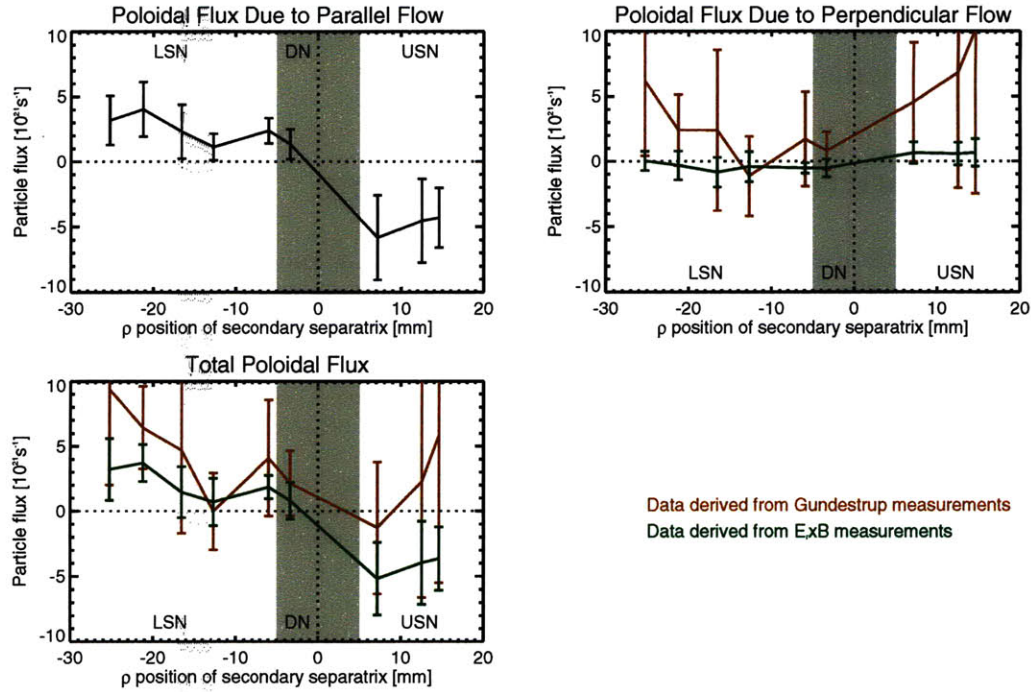 Poloidal Flux Due to Parallel Flow
10
LSN
DN
USN
5
0
-5
-10
Particle flux [10²¹s⁻¹]
-30
-20
-10
0
10
20
ρ position of secondary separatrix [mm]
Poloidal Flux Due to Perpendicular Flow
10
5
0
-5
-10
Particle flux [10²¹s⁻¹]
LSN
DN
USN
-30
-20
-10
0
10
20
ρ position of secondary separatrix [mm]
Total Poloidal Flux
10
5
0
-5
-10
Particle flux [10²¹s⁻¹]
LSN
DN
USN
-30
-20
-10
0
10
20
ρ position of secondary separatrix [mm]
Data derived from Gundestrup measurements
Data derived from EᵣxB measurements